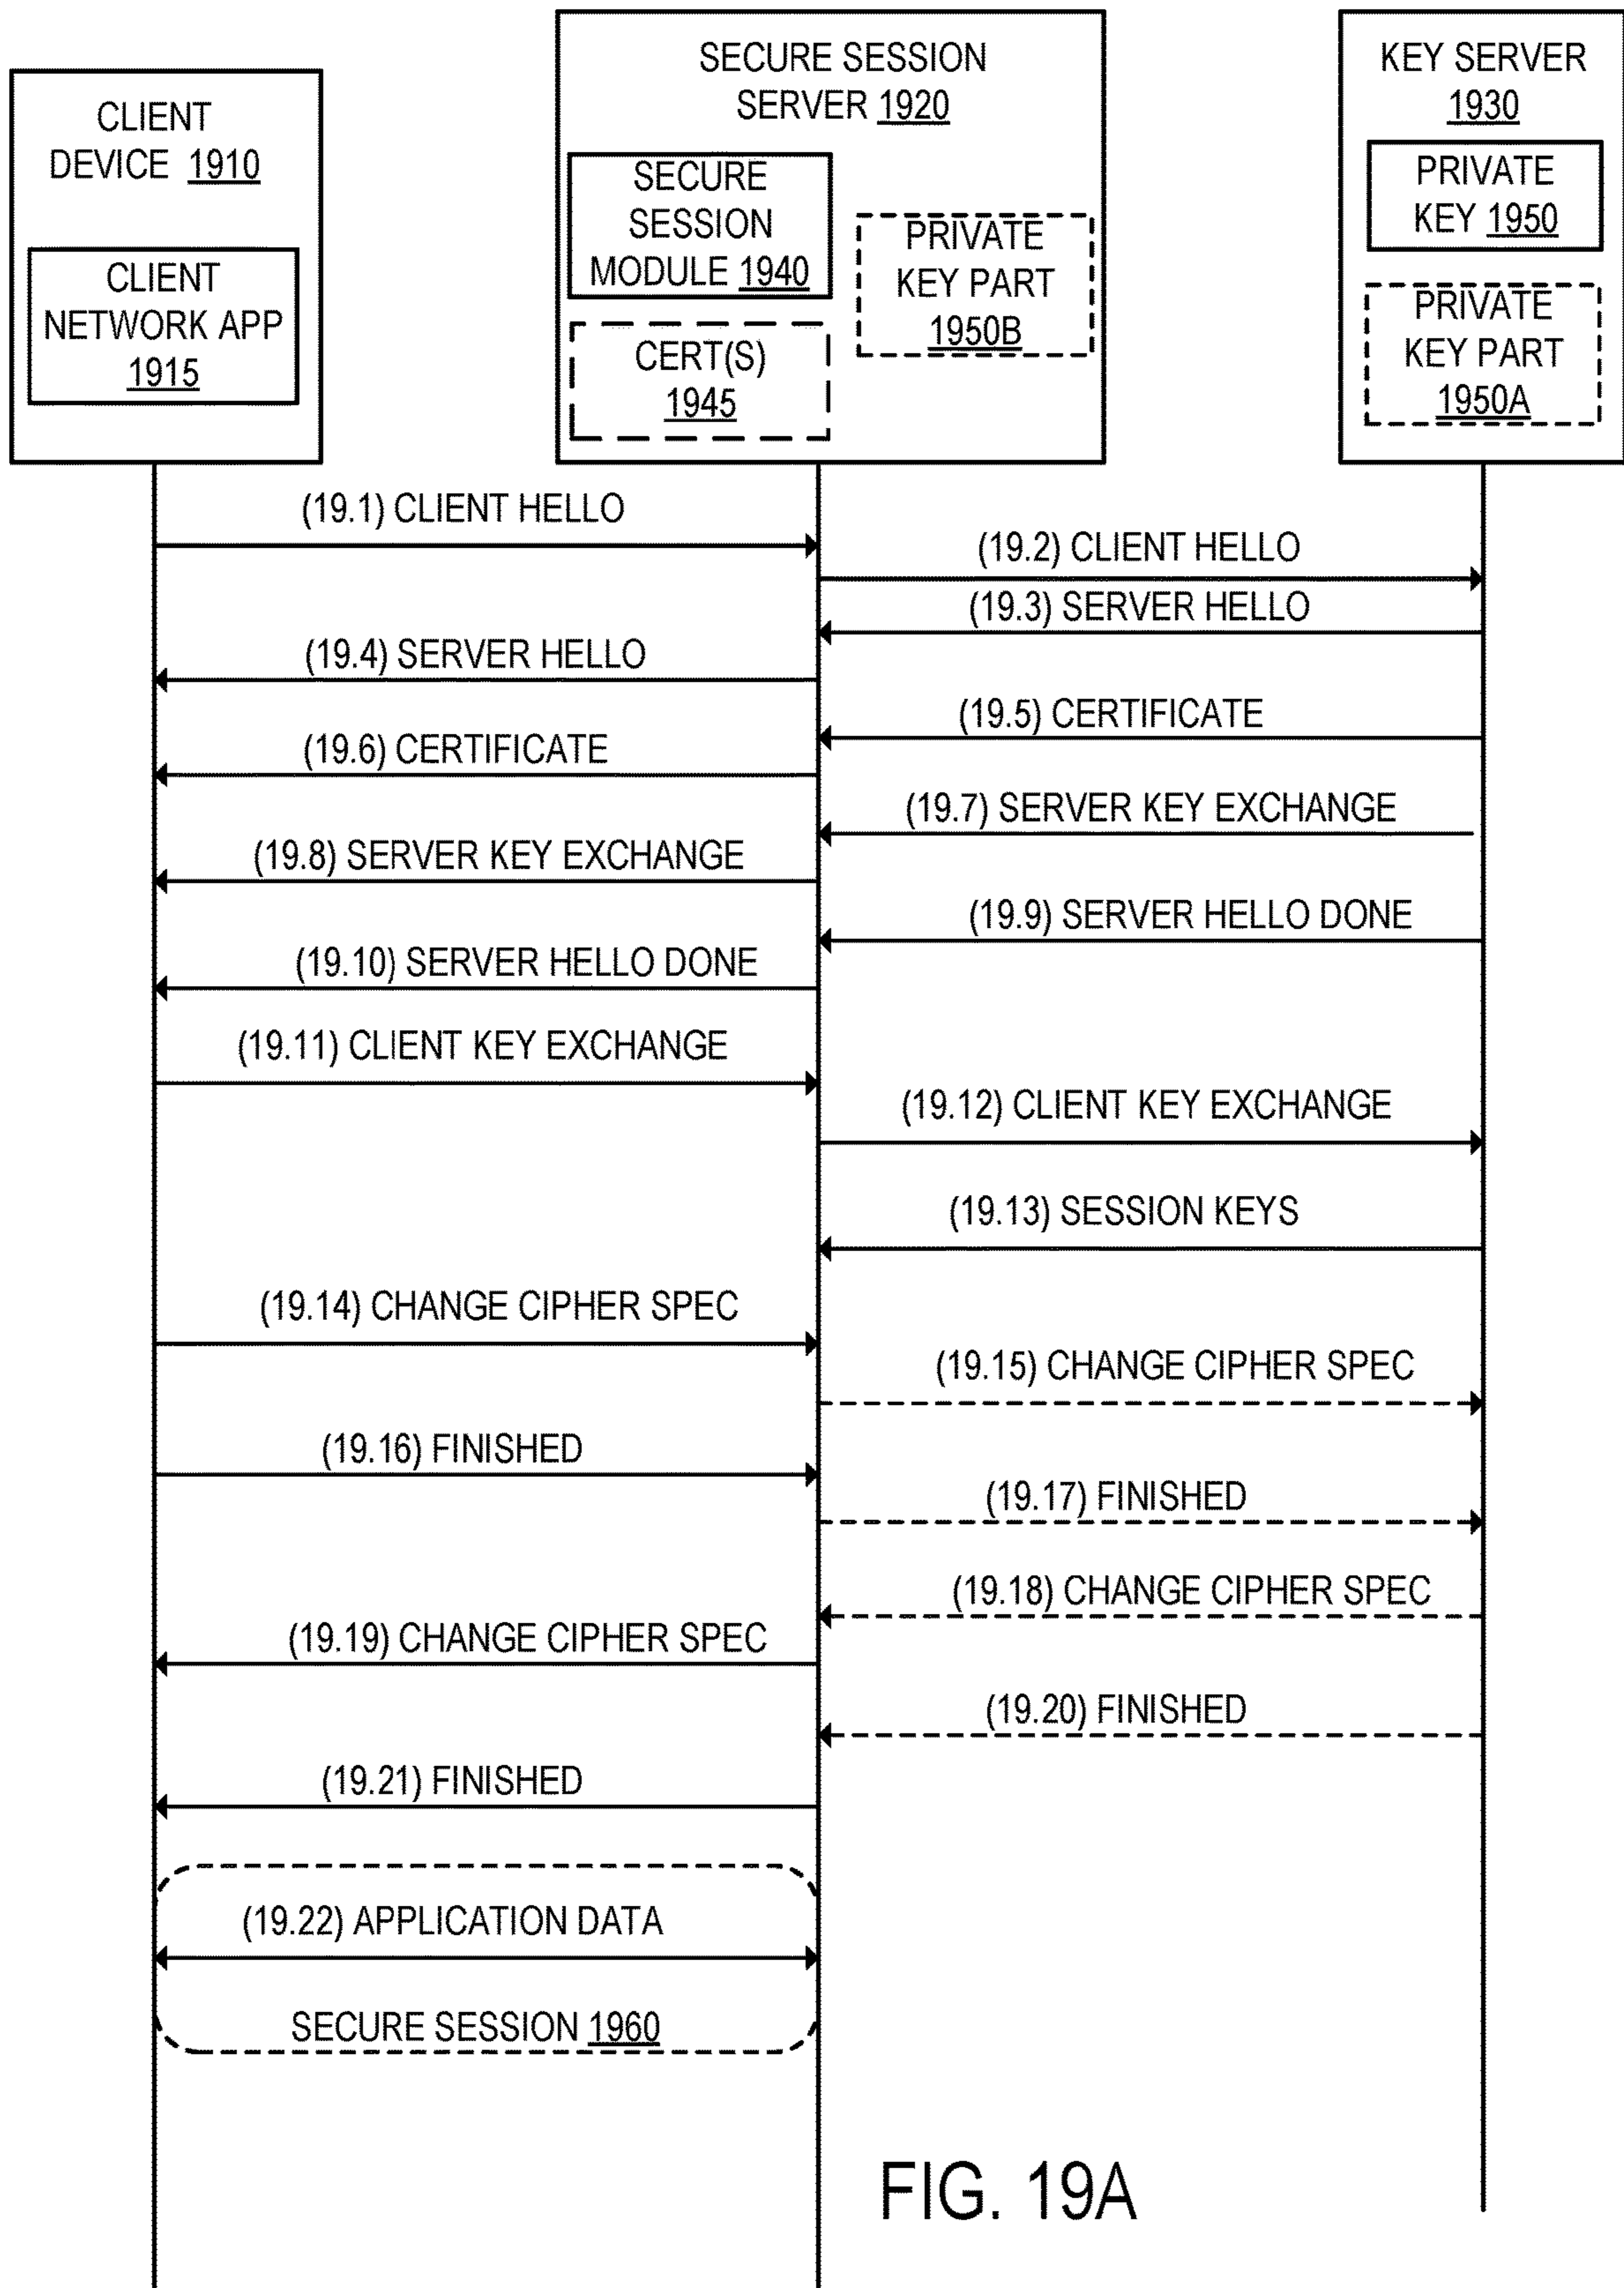 CLIENT
DEVICE 1910
CLIENT
NETWORK APP
1915
SECURE SESSION
SERVER 1920
SECURE
SESSION
MODULE 1940
CERT(S)
1945
PRIVATE
KEY PART
1950B
KEY SERVER
1930
PRIVATE
KEY 1950
PRIVATE
KEY PART
1950A
(19.1) CLIENT HELLO
(19.2) CLIENT HELLO
(19.3) SERVER HELLO
(19.4) SERVER HELLO
(19.5) CERTIFICATE
(19.6) CERTIFICATE
(19.7) SERVER KEY EXCHANGE
(19.8) SERVER KEY EXCHANGE
(19.9) SERVER HELLO DONE
(19.10) SERVER HELLO DONE
(19.11) CLIENT KEY EXCHANGE
(19.12) CLIENT KEY EXCHANGE
(19.13) SESSION KEYS
(19.14) CHANGE CIPHER SPEC
(19.15) CHANGE CIPHER SPEC
(19.16) FINISHED
(19.17) FINISHED
(19.18) CHANGE CIPHER SPEC
(19.19) CHANGE CIPHER SPEC
(19.20) FINISHED
(19.21) FINISHED
(19.22) APPLICATION DATA
SECURE SESSION 1960
FIG. 19A